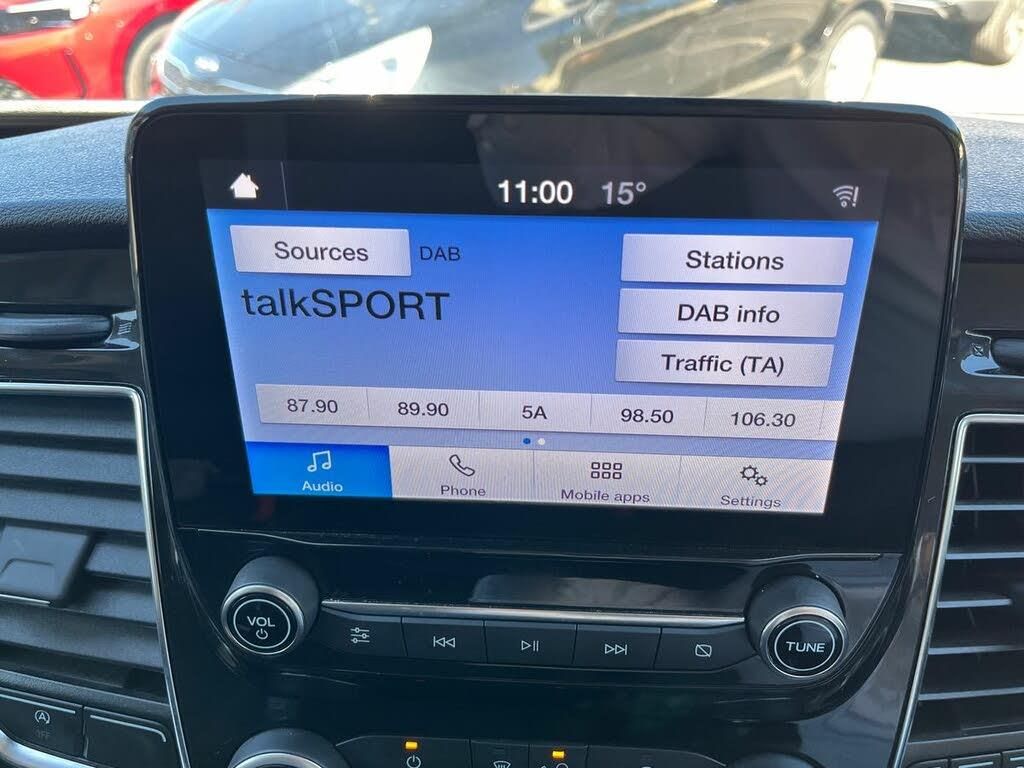 11:00 15°
Sources DAB Stations
talkSPORT DAB info
Traffic (TA)
87.90 89.90 5A 98.50 106.30
Audio Phone Mobile apps Settings
VOL TUNE
A
OFF